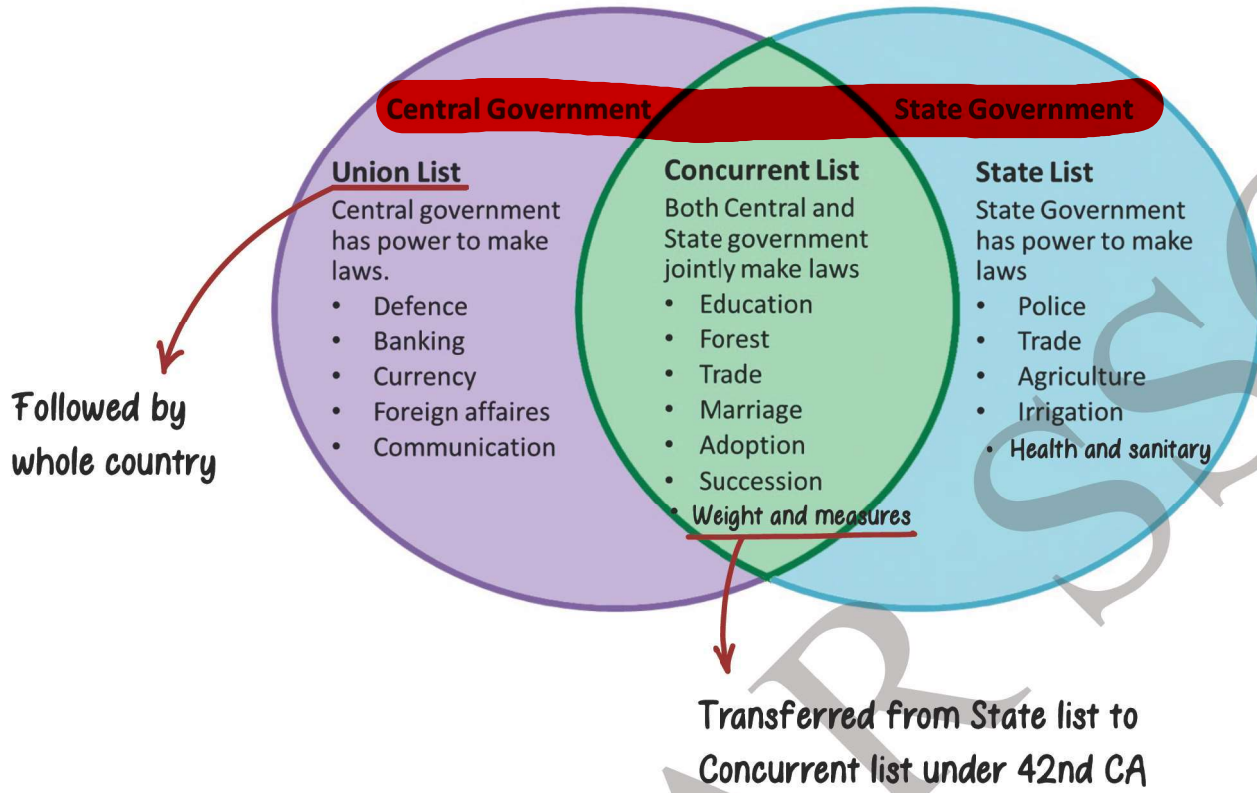 Central Government
State Government
Union List
Central government
has power to make
laws.
• Defence
• Banking
• Currency
• Foreign affaires
• Communication
Concurrent List
Both Central and
State government
jointly make laws
• Education
• Forest
• Trade
• Marriage
• Adoption
• Succession
• Weight and measures
State List
State Government
has power to make
laws
• Police
• Trade
• Agriculture
• Irrigation
• Health and sanitary
Followed by
whole country
Transferred from State list to
Concurrent list under 42nd CA